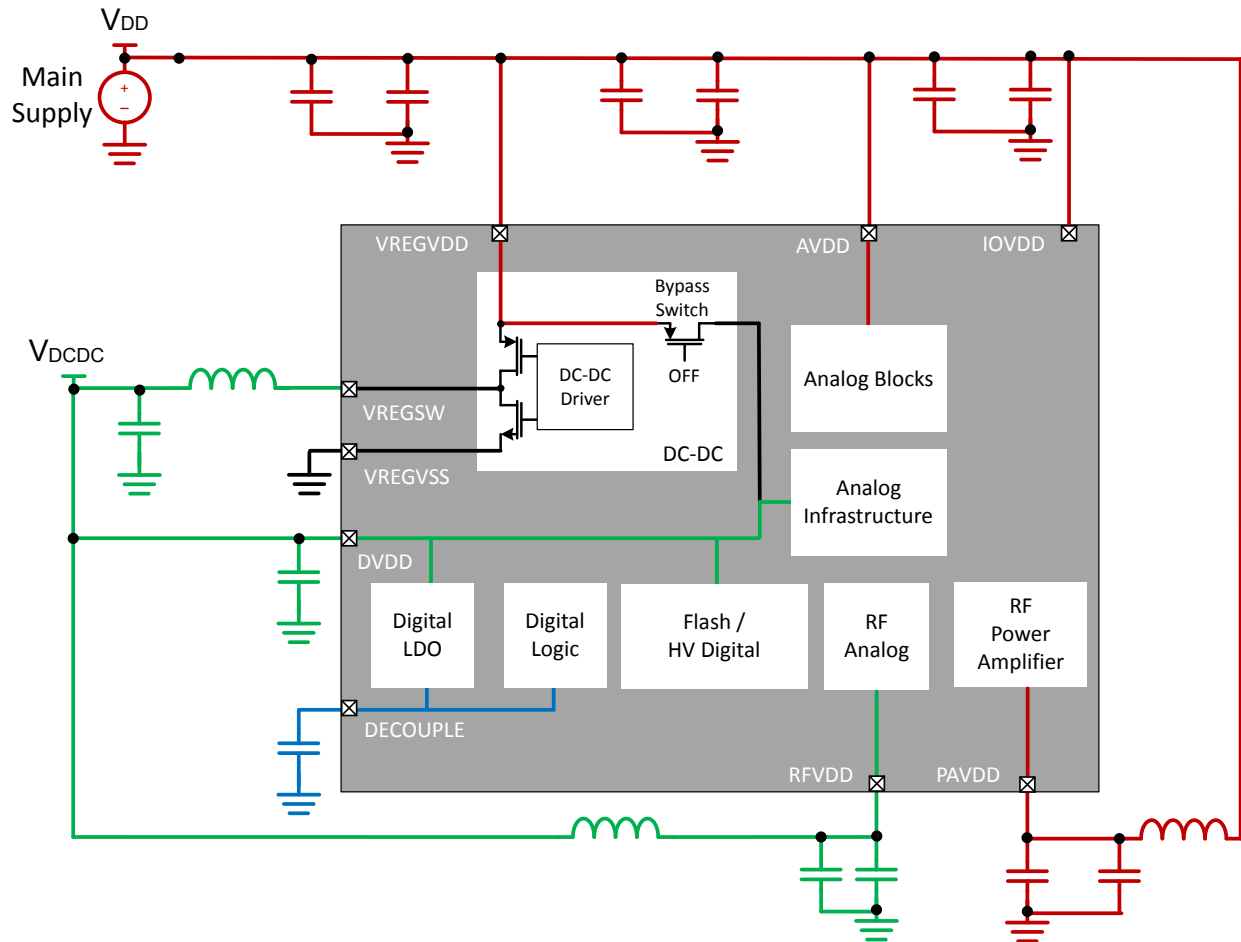 VDD
Main
Supply
+
–
VREGVDD
AVDD
IOVDD
Bypass
Switch
OFF
DC-DC
Driver
DC-DC
Analog Blocks
VDCDC
VREGSW
VREGVSS
Analog
Infrastructure
DVDD
Digital
LDO
Digital
Logic
Flash /
HV Digital
RF
Analog
RF
Power
Amplifier
DECOUPLE
RFVDD
PAVDD